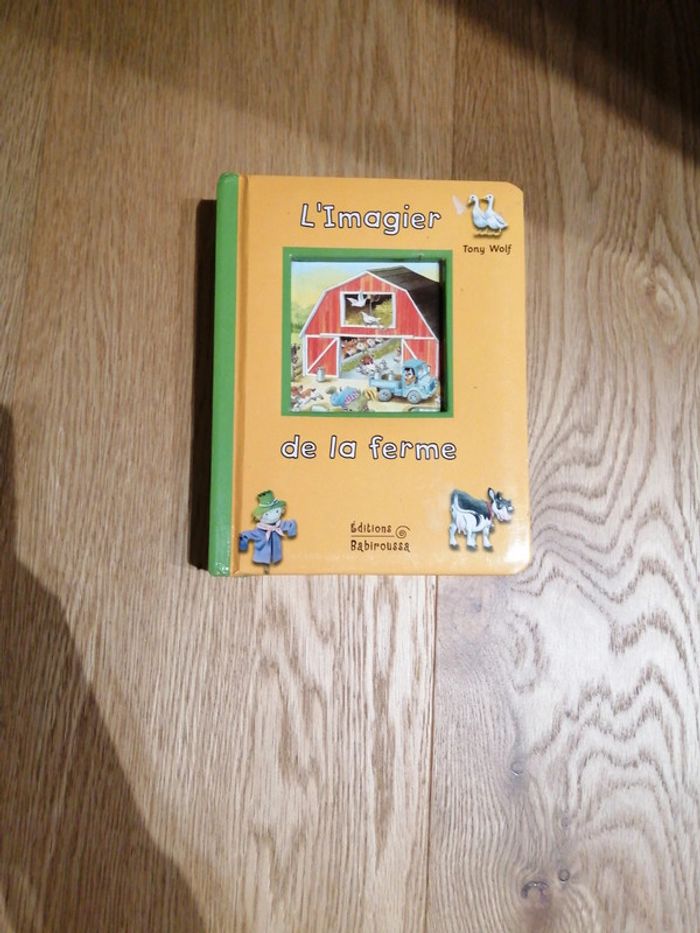 L'Imagier
Tony Wolf
de la ferme
Éditions
Babiroussa